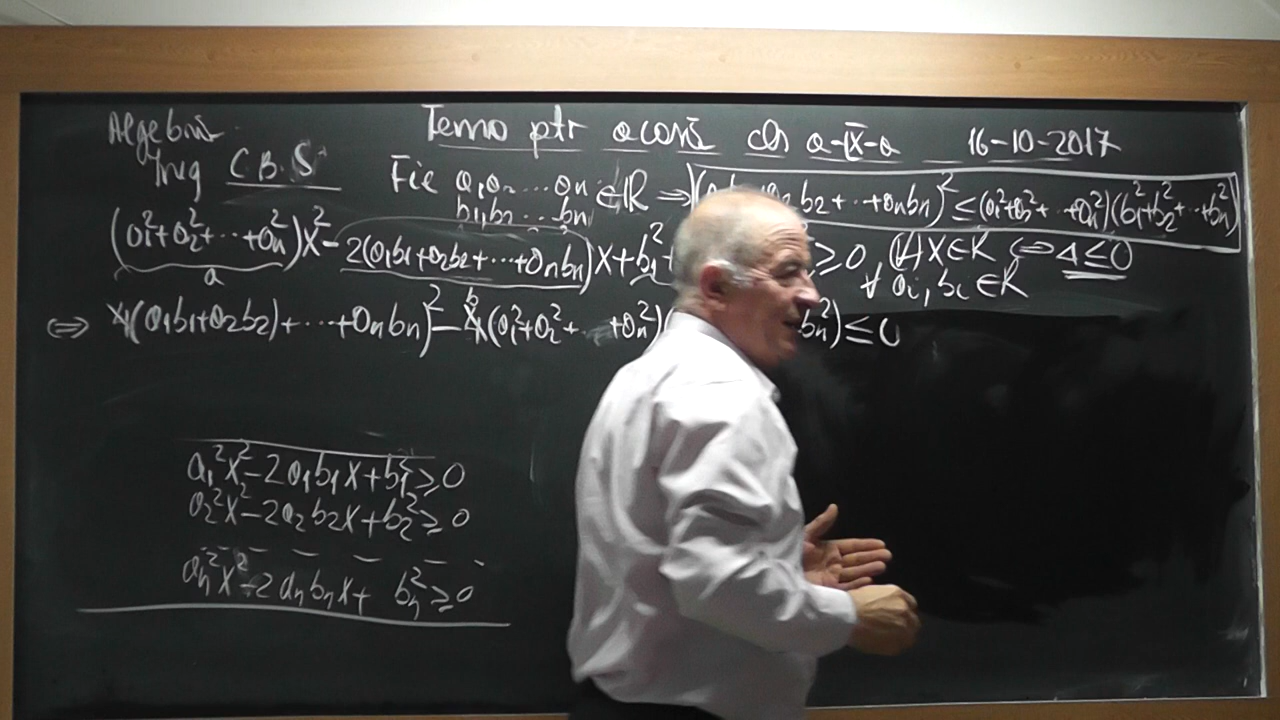 Algebră Temă ptr acasă cls a-IX-a 16-10-2017
Ineg C.B.S Fie a₁,a₂....an ∈ℝ ⇒ b₂+..+anbn)²≤(a₁²+a₂²+..+an²)(b₁²+b₂²+..+bn²)
b₁,b₂....bn
(a₁²+a₂²+..+an²)x²-2(a₁b₁+a₂b₂+...+anbn)x+b₁²+ ≥0, (∀)x∈R ⇔ Δ≤0
a b ∀ ai,bi∈R
⇔ 4(a₁b₁+a₂b₂)+...+anbn)²-4(a₁²+a₂²+..+an²)( bn²)≤0
a₁²x²-2a₁b₁x+b₁²≥0
a₂²x²-2a₂b₂x+b₂²≥0
- - - - - -
an²x²-2anbnx+ bn²≥0